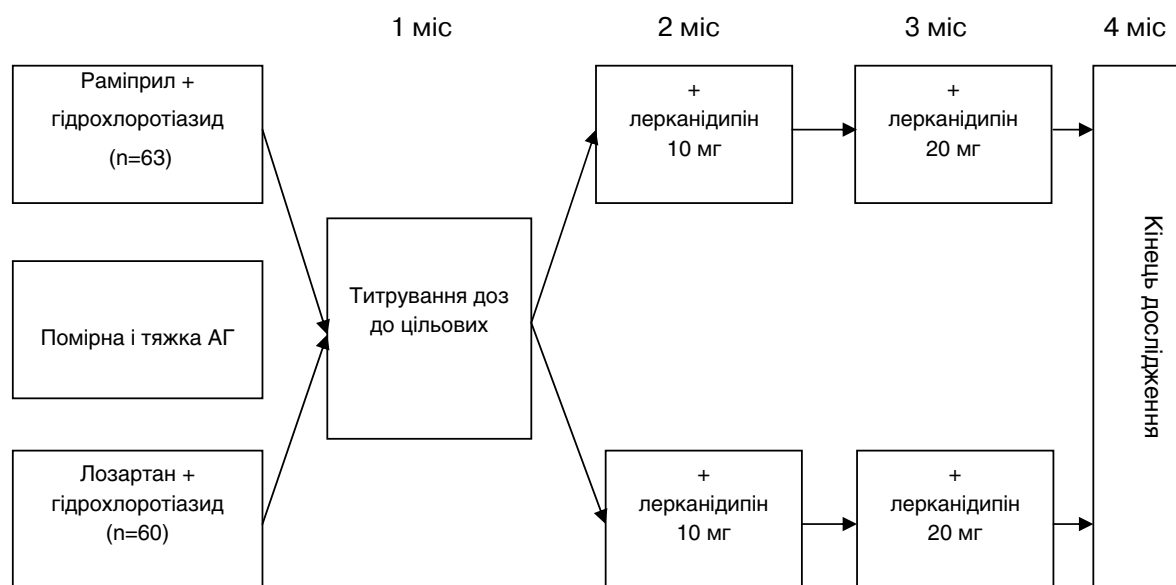 1 міс
2 міс
3 міс
4 міс
Раміприл +
гідрохлоротіазид
(n=63)
Помірна і тяжка АГ
Лозартан +
гідрохлоротіазид
(n=60)
Титрування доз
до цільових
+
лерканідипін
10 мг
+
лерканідипін
20 мг
+
лерканідипін
10 мг
+
лерканідипін
20 мг
Кінець дослідження